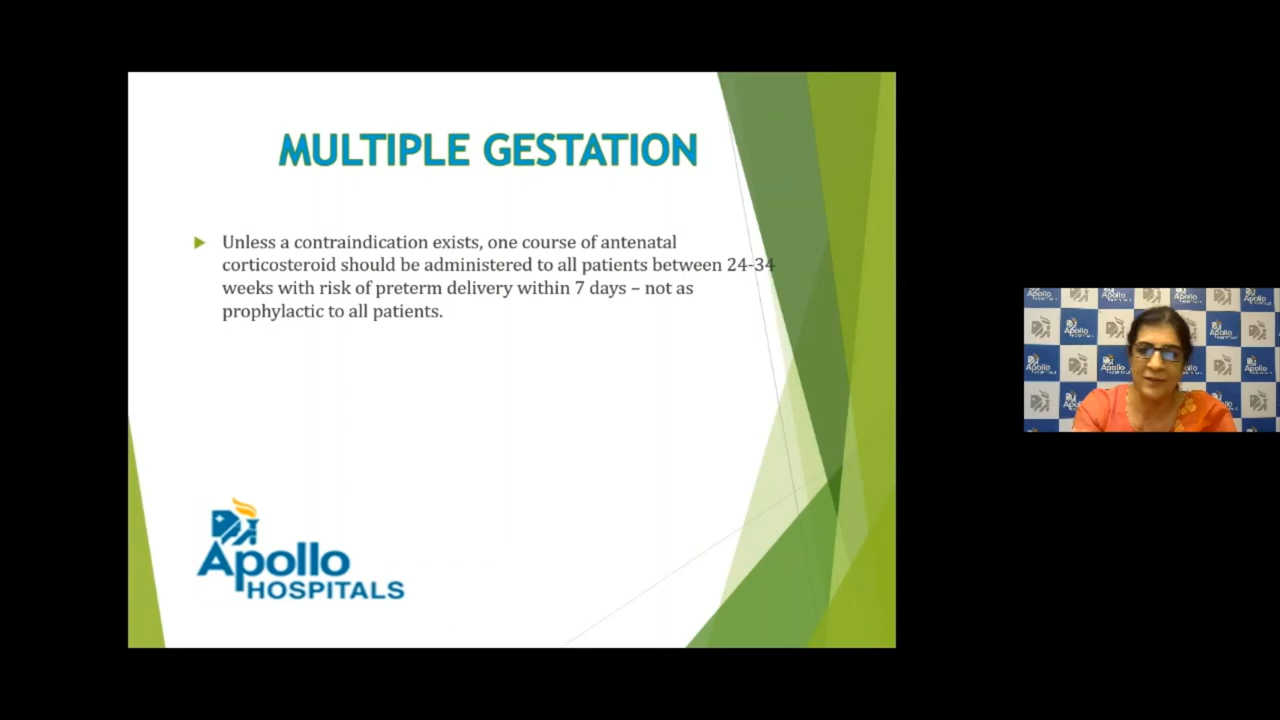 MULTIPLE GESTATION
Unless a contraindication exists, one course of antenatal
corticosteroid should be administered to all patients between 24-34
weeks with risk of preterm delivery within 7 days – not as
prophylactic to all patients.
Apollo
HOSPITALS